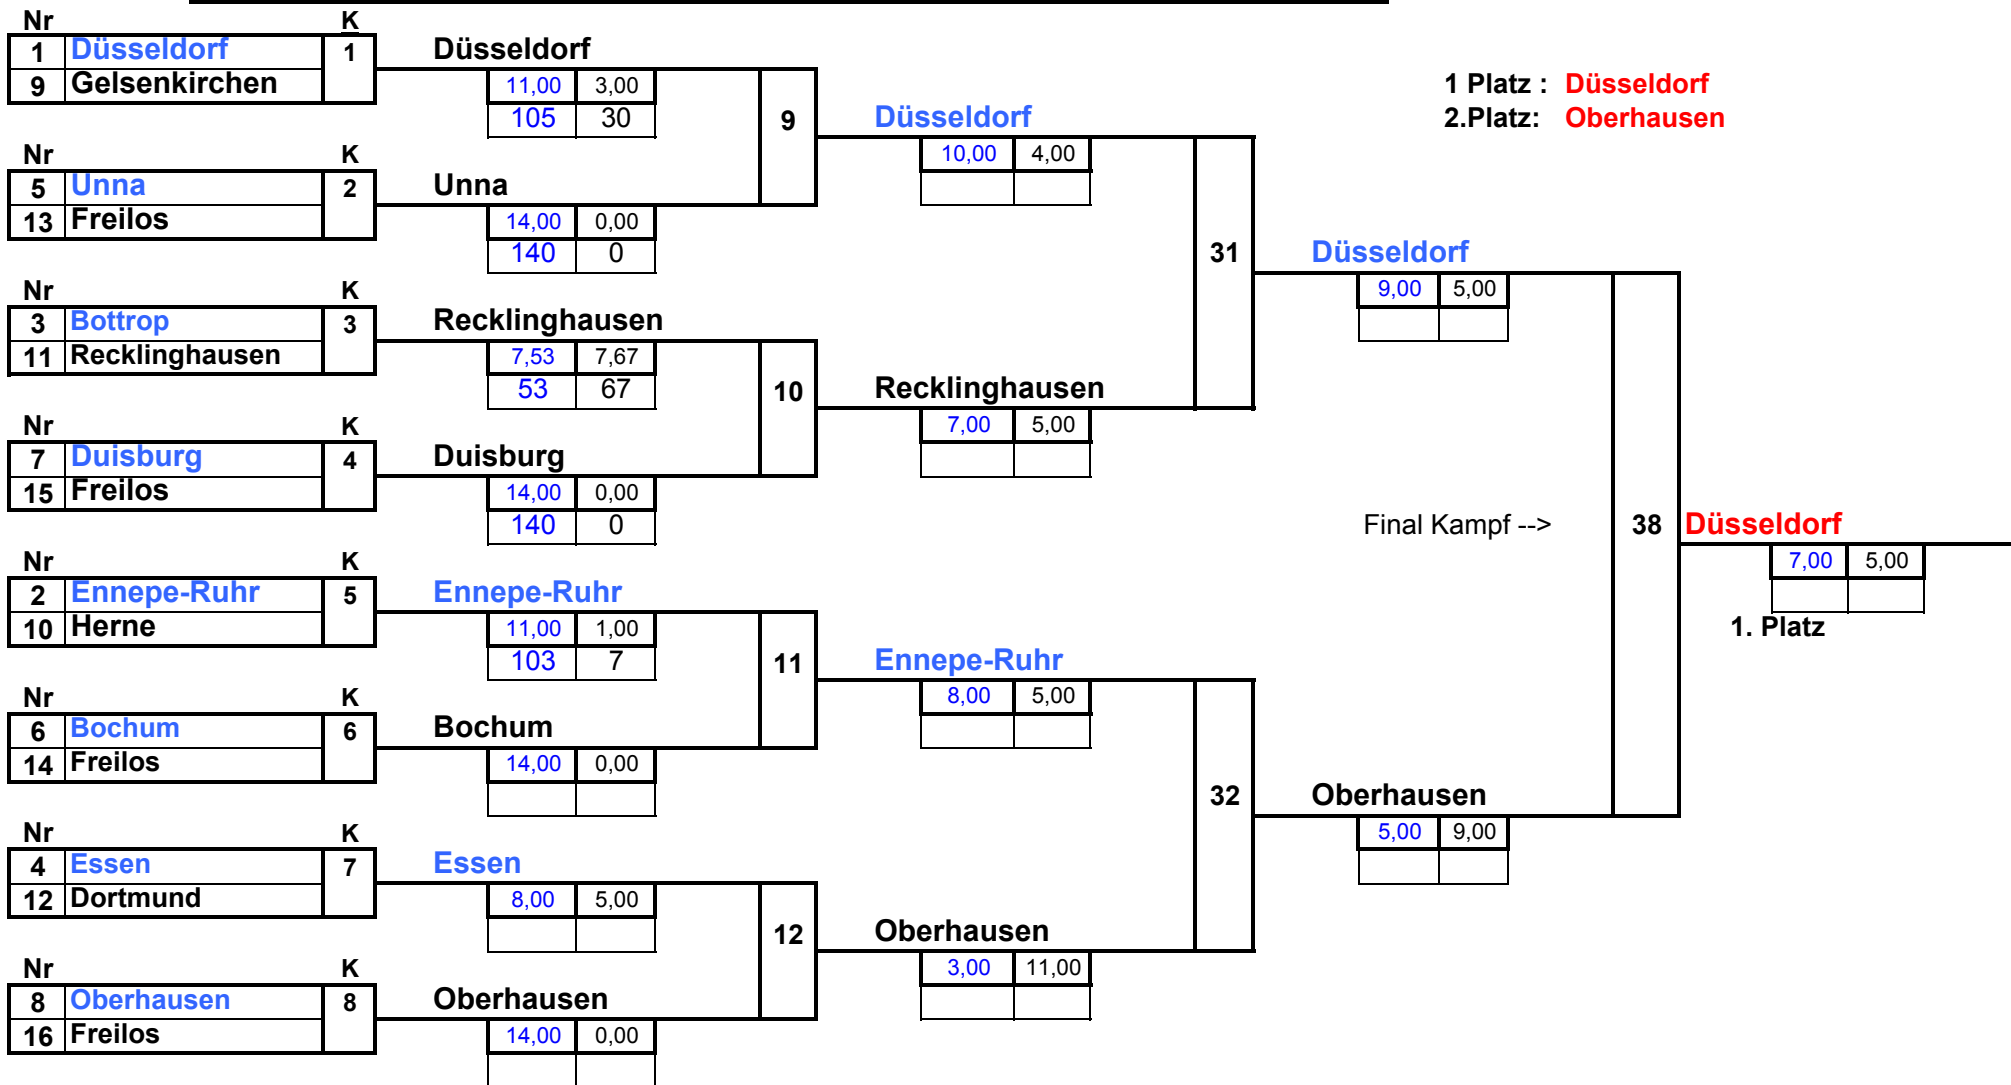 Nr K
1 Düsseldorf 1 Düsseldorf
9 Gelsenkirchen 11,00 3,00 1 Platz : Düsseldorf
105 30 9 Düsseldorf 2.Platz: Oberhausen
Nr K 10,00 4,00
5 Unna 2 Unna
13 Freilos 14,00 0,00
140 0 31 Düsseldorf
Nr K 9,00 5,00
3 Bottrop 3 Recklinghausen
11 Recklinghausen 7,53 7,67
53 67 10 Recklinghausen
Nr K 7,00 5,00
7 Duisburg 4 Duisburg
15 Freilos 14,00 0,00
140 0 Final Kampf --> 38 Düsseldorf
Nr K 7,00 5,00
2 Ennepe-Ruhr 5 Ennepe-Ruhr
10 Herne 11,00 1,00 1. Platz
103 7 11 Ennepe-Ruhr
Nr K 8,00 5,00
6 Bochum 6 Bochum
14 Freilos 14,00 0,00
32 Oberhausen
Nr K 5,00 9,00
4 Essen 7 Essen
12 Dortmund 8,00 5,00
12 Oberhausen
Nr K 3,00 11,00
8 Oberhausen 8 Oberhausen
16 Freilos 14,00 0,00